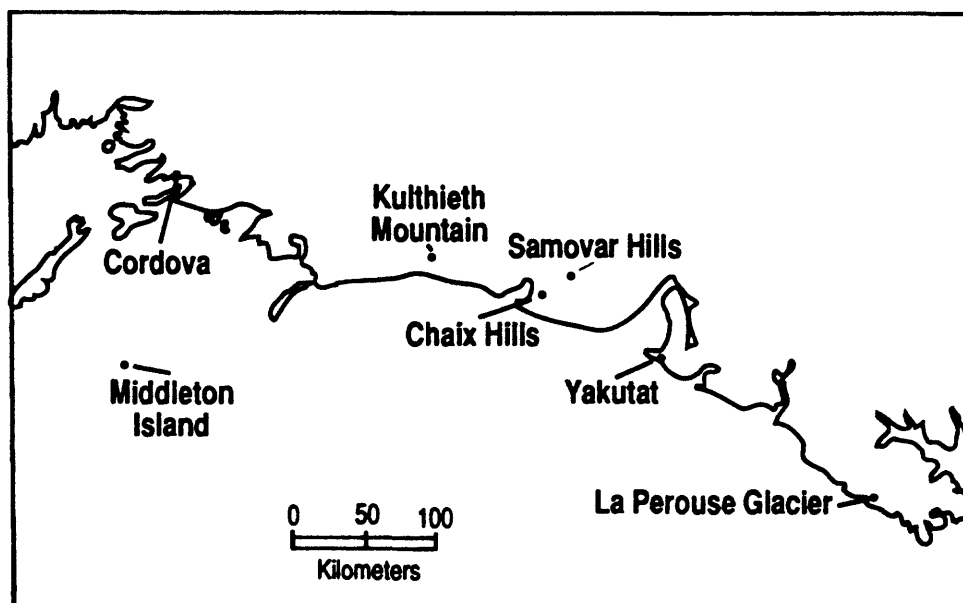 Kulthieth
Mountain
Samovar Hills
Cordova
Chaix Hills
Middleton
Island
Yakutat
La Perouse Glacier
0 50 100
Kilometers